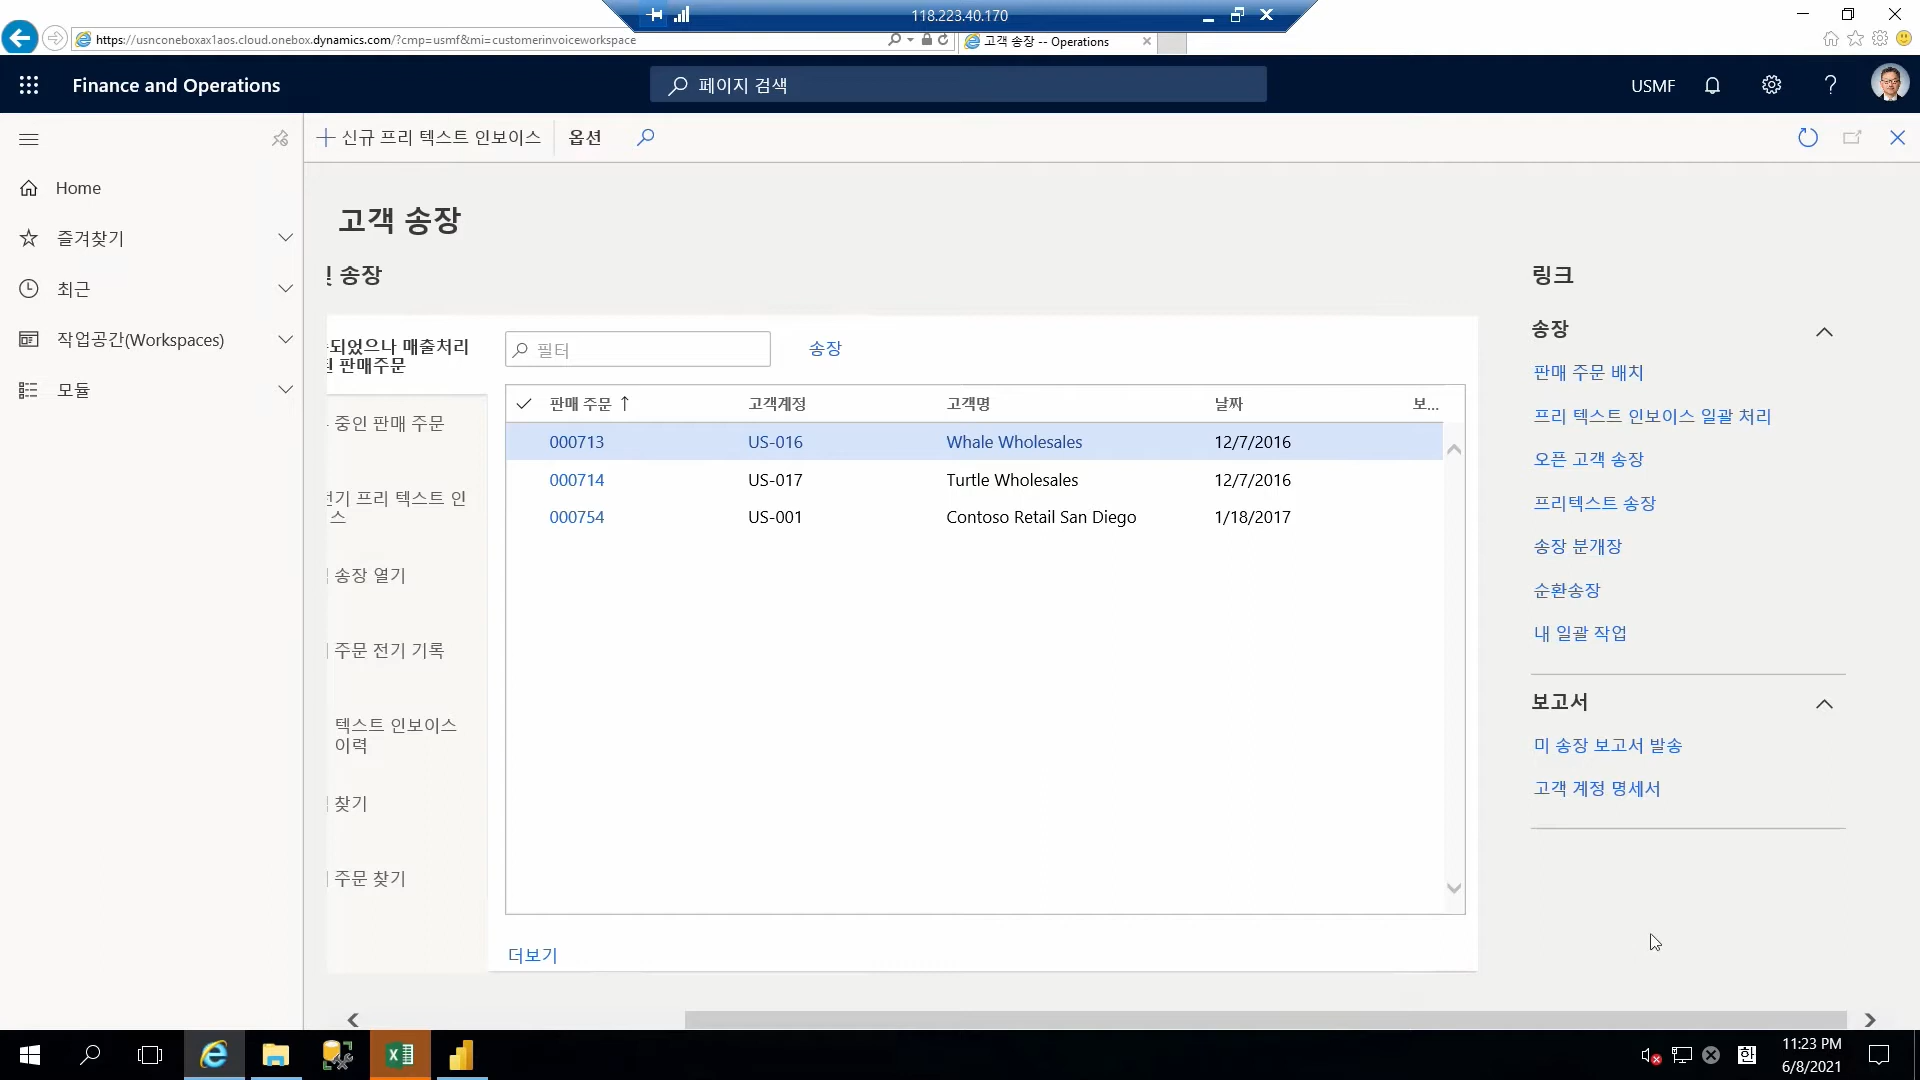 118.223.40.170
https://usnconeboxax1aos.cloud.onebox.dynamics.com/?cmp=usmf&mi=customerinvoiceworkspace
고객 송장 -- Operations
Finance and Operations
페이지 검색
USMF
신규 프리 텍스트 인보이스
옵션
Home
즐겨찾기
최근
작업공간(Workspaces)
모듈
고객 송장
송장
되었으나 매출처리
판매주문
중인 판매 주문
전기 프리 텍스트 인
스
송장 열기
주문 전기 기록
텍스트 인보이스
이력
찾기
주문 찾기
필터
송장
판매 주문 고객계정 고객명 날짜 보...
000713 US-016 Whale Wholesales 12/7/2016
000714 US-017 Turtle Wholesales 12/7/2016
000754 US-001 Contoso Retail San Diego 1/18/2017
더보기
링크
송장
판매 주문 배치
프리 텍스트 인보이스 일괄 처리
오픈 고객 송장
프리텍스트 송장
송장 분개장
순환송장
내 일괄 작업
보고서
미 송장 보고서 발송
고객 계정 명세서
한
11:23 PM
6/8/2021